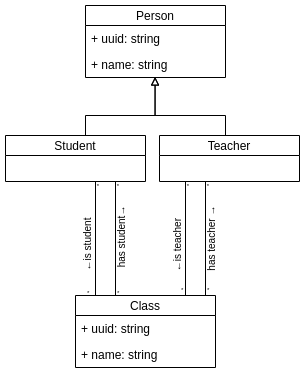 Person
+ uuid: string
+ name: string
Student
Teacher
←is student
has student→
←is teacher
has teacher→
Class
+ uuid: string
+ name: string